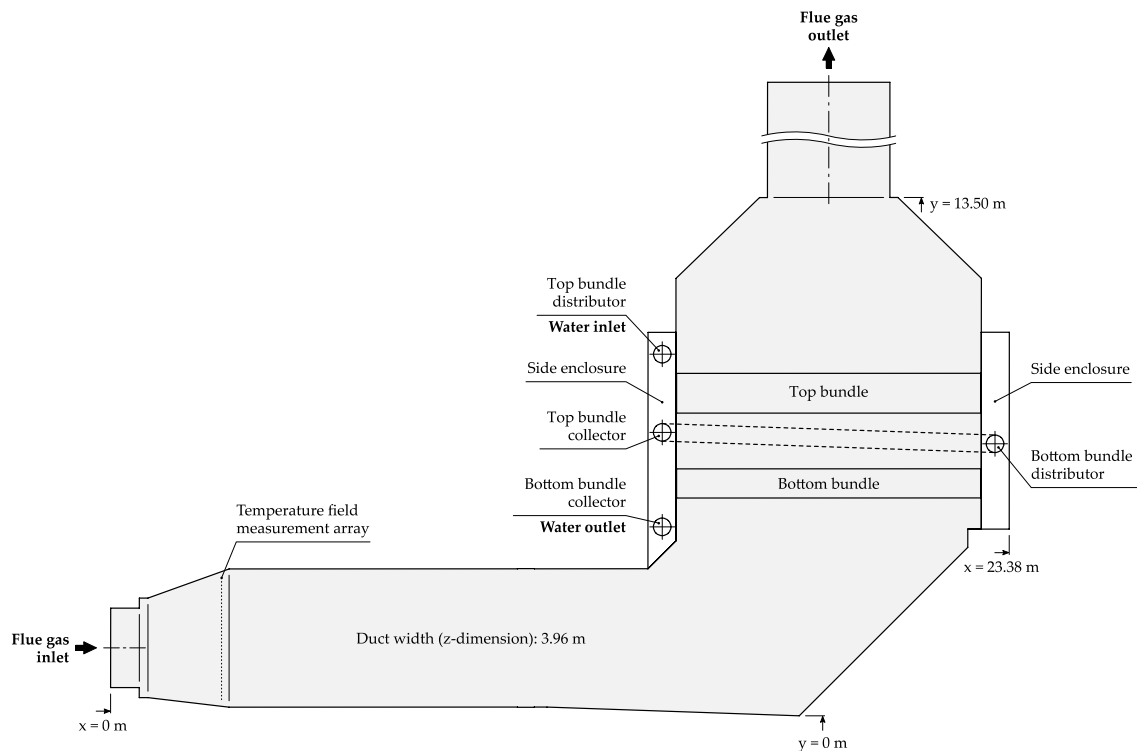 Flue gas
outlet
y = 13.50 m
Top bundle
distributor
Water inlet
Side enclosure
Top bundle
collector
Bottom bundle
collector
Water outlet
Top bundle
Bottom bundle
Side enclosure
Bottom bundle
distributor
x = 23.38 m
Temperature field
measurement array
Flue gas
inlet
Duct width (z-dimension): 3.96 m
x = 0 m
y = 0 m